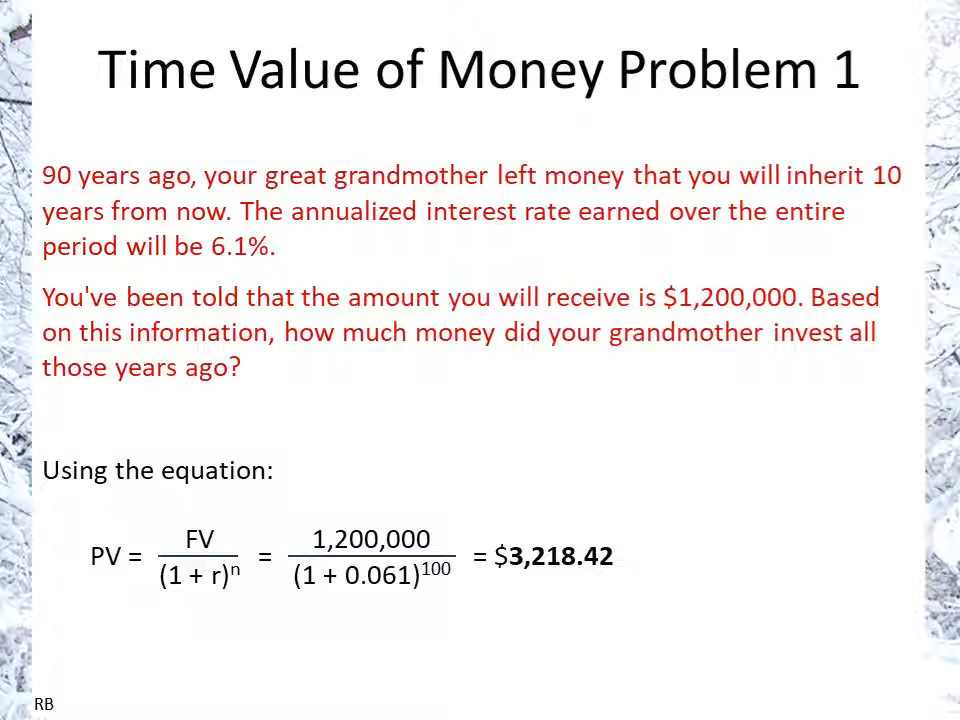 Time Value of Money Problem 1
90 years ago, your great grandmother left money that you will inherit 10
years from now. The annualized interest rate earned over the entire
period will be 6.1%.
You've been told that the amount you will receive is $1,200,000. Based
on this information, how much money did your grandmother invest all
those years ago?
Using the equation:
PV = FV / (1 + r)^n = 1,200,000 / (1 + 0.061)^100 = $3,218.42
RB